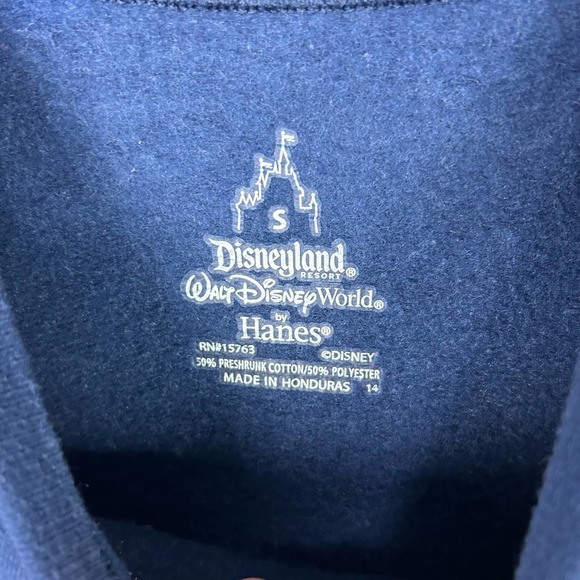 S
Disneyland
RESORT®
WALT DISNEY World®
by
Hanes®
RN#15763 ©DISNEY
50% PRESHRUNK COTTON/50% POLYESTER
MADE IN HONDURAS 14